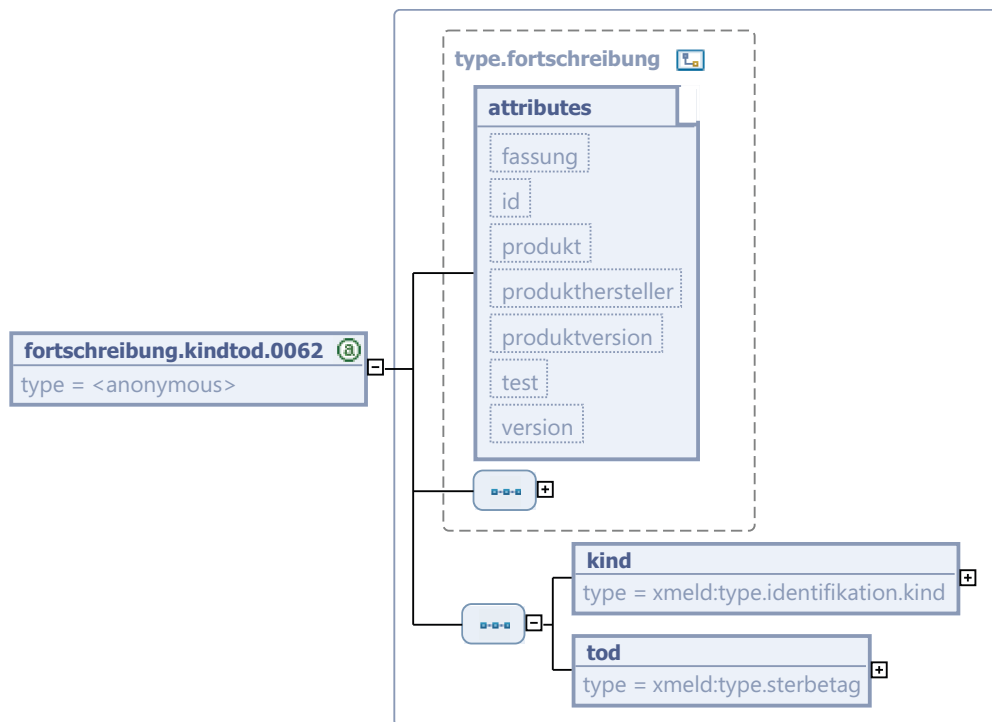 type.fortschreibung
attributes
fassung
id
produkt
produkthersteller
produktversion
test
version
fortschreibung.kindtod.0062 @
type = <anonymous>
kind
type = xmeld:type.identifikation.kind
tod
type = xmeld:type.sterbetag